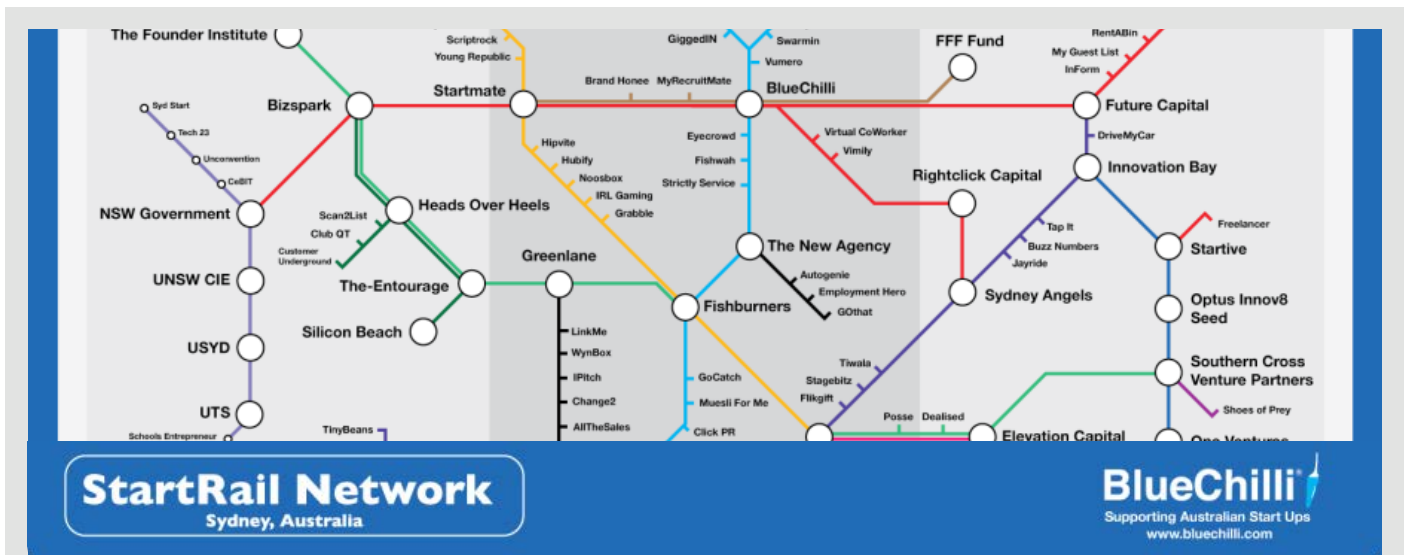 The Founder Institute
Scriptrock
Young Republic
GiggedIN
Swarmin
Vumero
FFF Fund
RentABin
My Guest List
InForm
Syd Start
Tech 23
Unconvention
CeBIT
Bizspark
Startmate
Brand Honee
MyRecruitMate
BlueChilli
Future Capital
DriveMyCar
Innovation Bay
Hipvite
Hubify
Noosbox
IRL Gaming
Grabble
Eyecrowd
Fishwah
Strictly Service
Virtual CoWorker
Vimily
Rightclick Capital
NSW Government
Scan2List
Club QT
Customer
Underground
Heads Over Heels
Freelancer
Startive
Tap It
Buzz Numbers
Jayride
The New Agency
Autogenie
Employment Hero
GOthat
UNSW CIE
The-Entourage
Greenlane
Fishburners
Sydney Angels
Optus Innov8
Seed
Silicon Beach
USYD
LinkMe
WynBox
IPitch
Change2
AllTheSales
GoCatch
Muesli For Me
Click PR
Tiwala
Stagebitz
Flikgift
Southern Cross
Venture Partners
Shoes of Prey
UTS
Schools Entrepreneur
TinyBeans
Posse
Dealised
Elevation Capital
One Ventures
StartRail Network
Sydney, Australia
BlueChilli
Supporting Australian Start Ups
www.bluechilli.com